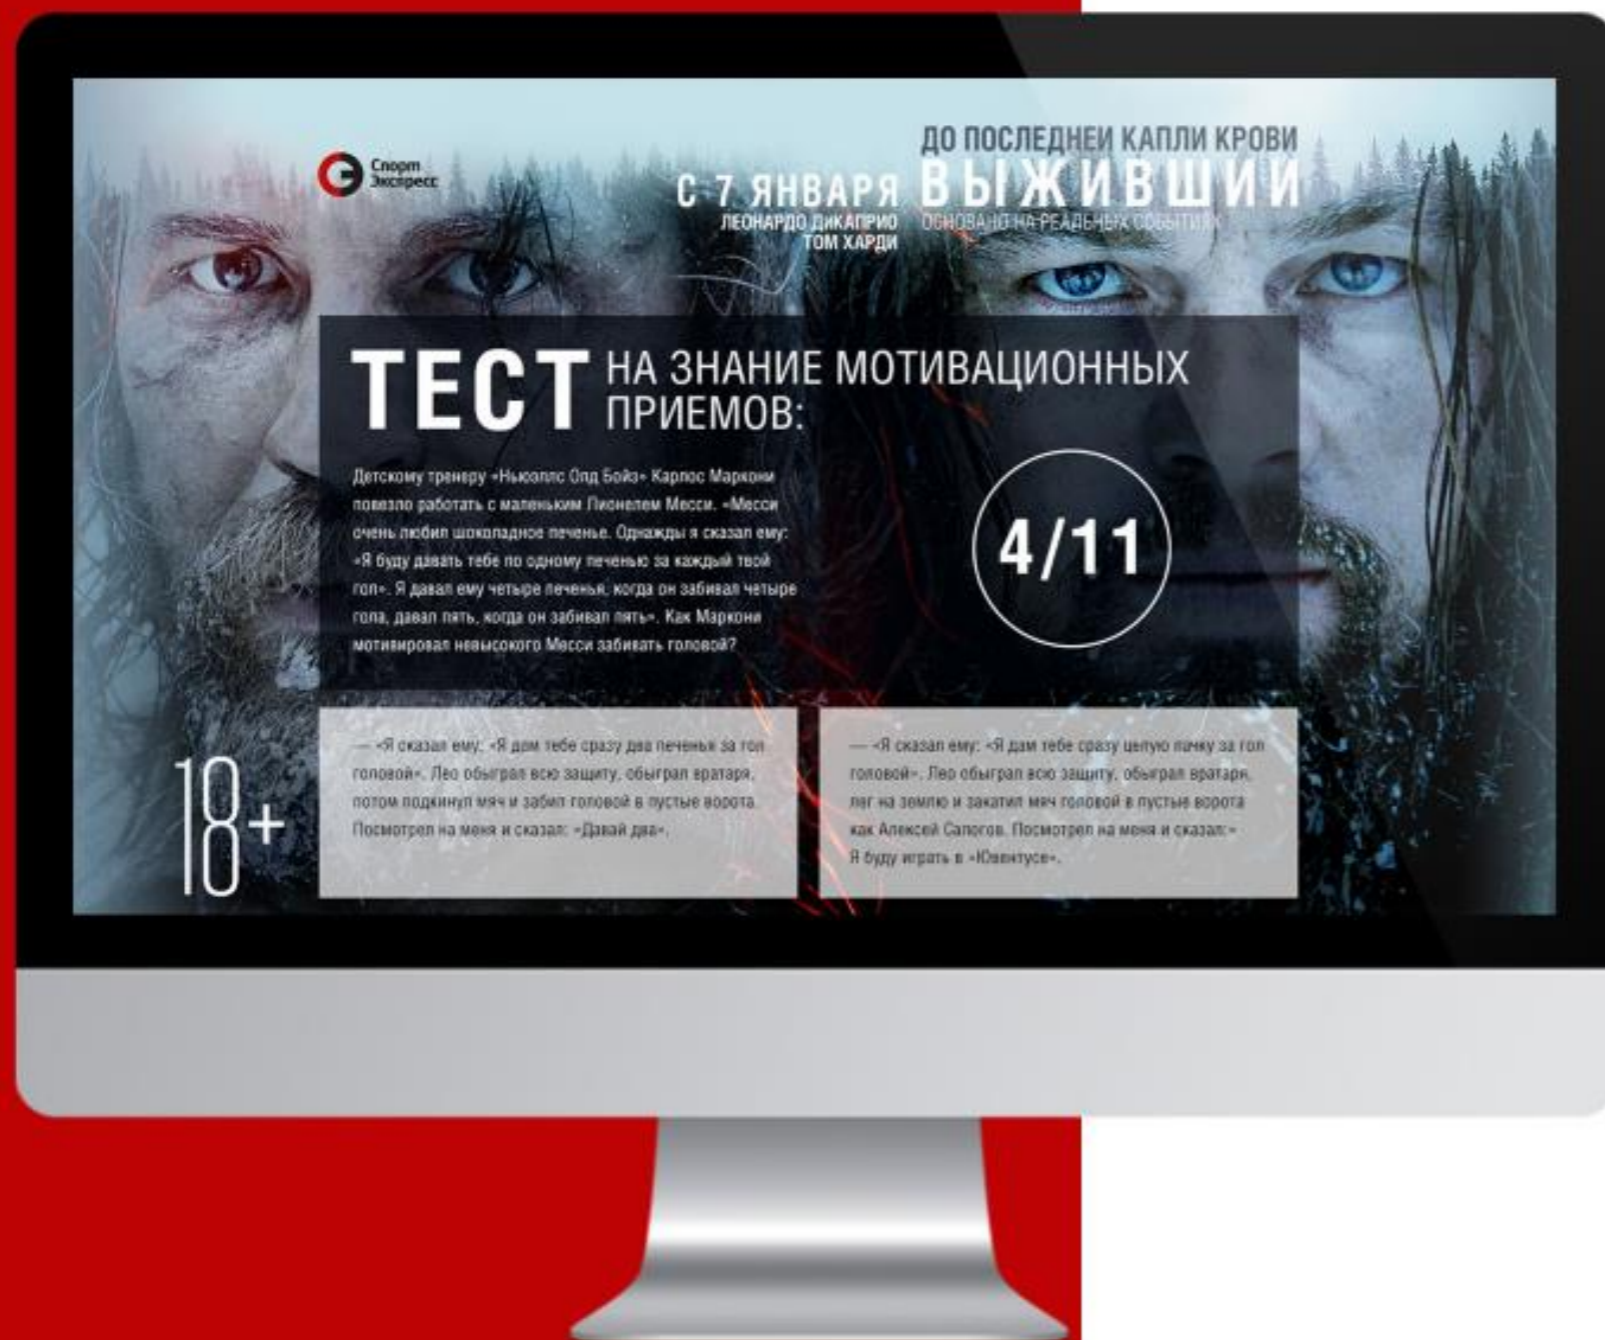 Спорт
Экспресс
ДО ПОСЛЕДНЕЙ КАПЛИ КРОВИ
С 7 ЯНВАРЯ ВЫЖИВШИЙ
ЛЕОНАРДО ДИКАПРИО ОСНОВАНО НА РЕАЛЬНЫХ СОБЫТИЯХ
ТОМ ХАРДИ
ТЕСТ НА ЗНАНИЕ МОТИВАЦИОННЫХ
ПРИЕМОВ:
Детскому тренеру «Ньюэллс Олд Бойз» Карлос Маркони
повезло работать с маленьким Лионелем Месси. «Месси
очень любил шоколадное печенье. Однажды я сказал ему:
«Я буду давать тебе по одному печенью за каждый твой
гол». Я давал ему четыре печенья, когда он забивал четыре
гола, давал пять, когда он забивал пять». Как Маркони
мотивировал невысокого Месси забивать головой?
4/11
— «Я сказал ему: «Я дам тебе сразу два печенья за гол
головой». Лео обыграл всю защиту, обыграл вратаря,
потом подкинул мяч и забил головой в пустые ворота.
Посмотрел на меня и сказал: «Давай два».
— «Я сказал ему: «Я дам тебе сразу целую пачку за гол
головой». Лео обыграл всю защиту, обыграл вратаря,
лег на землю и закатил мяч головой в пустые ворота
как Алексей Сапогов. Посмотрел на меня и сказал:«
Я буду играть в «Ювентусе».
18+